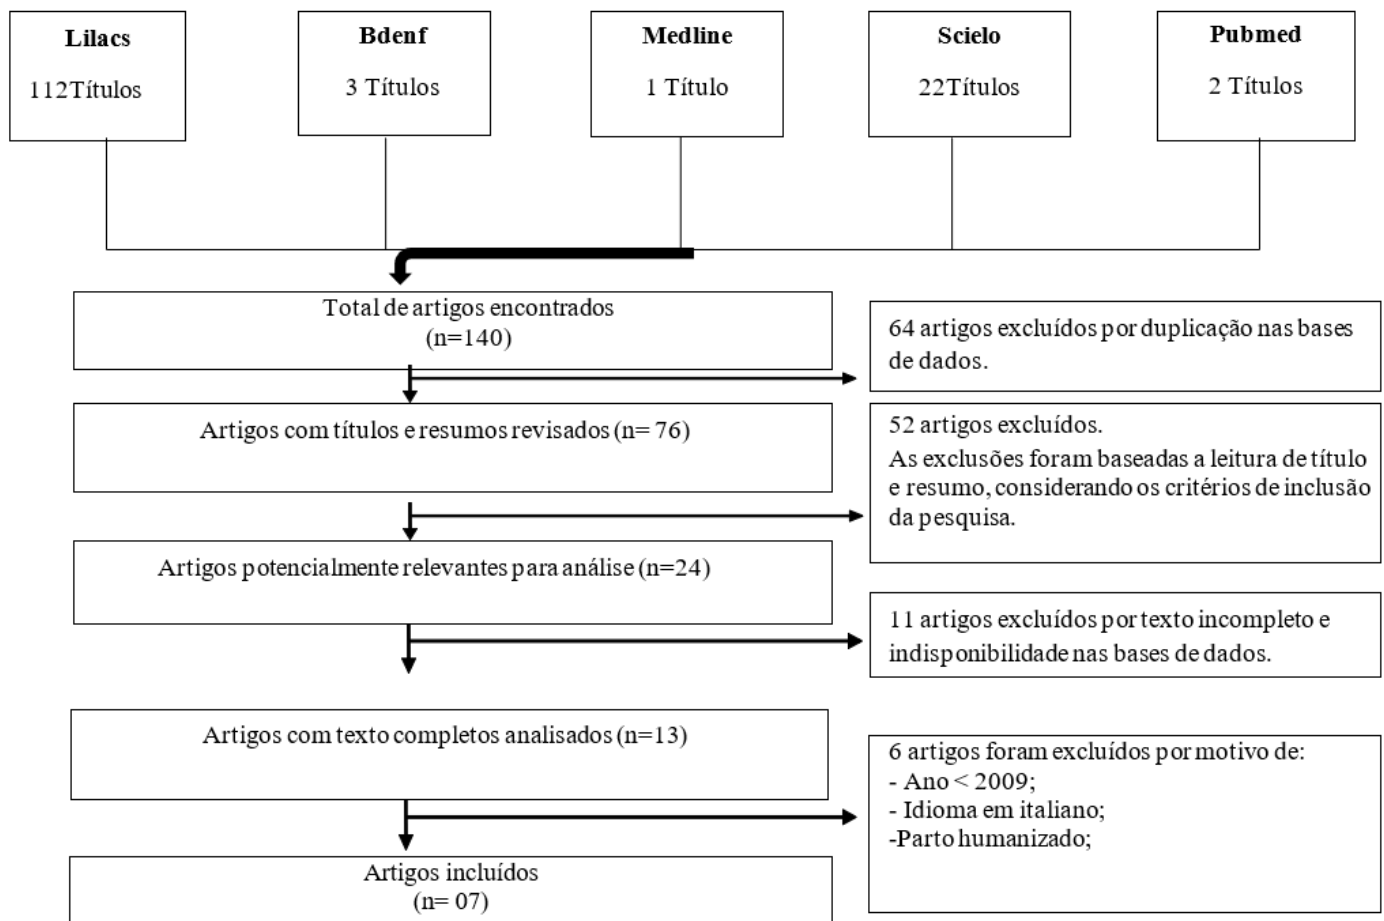 Lilacs
112Títulos
Bdenf
3 Títulos
Medline
1 Título
Scielo
22Títulos
Pubmed
2 Títulos
Total de artigos encontrados
(n=140)
64 artigos excluídos por duplicação nas bases
de dados.
Artigos com títulos e resumos revisados (n= 76)
52 artigos excluídos.
As exclusões foram baseadas a leitura de título
e resumo, considerando os critérios de inclusão
da pesquisa.
Artigos potencialmente relevantes para análise (n=24)
11 artigos excluídos por texto incompleto e
indisponibilidade nas bases de dados.
Artigos com texto completos analisados (n=13)
6 artigos foram excluídos por motivo de:
- Ano < 2009;
- Idioma em italiano;
-Parto humanizado;
Artigos incluídos
(n= 07)